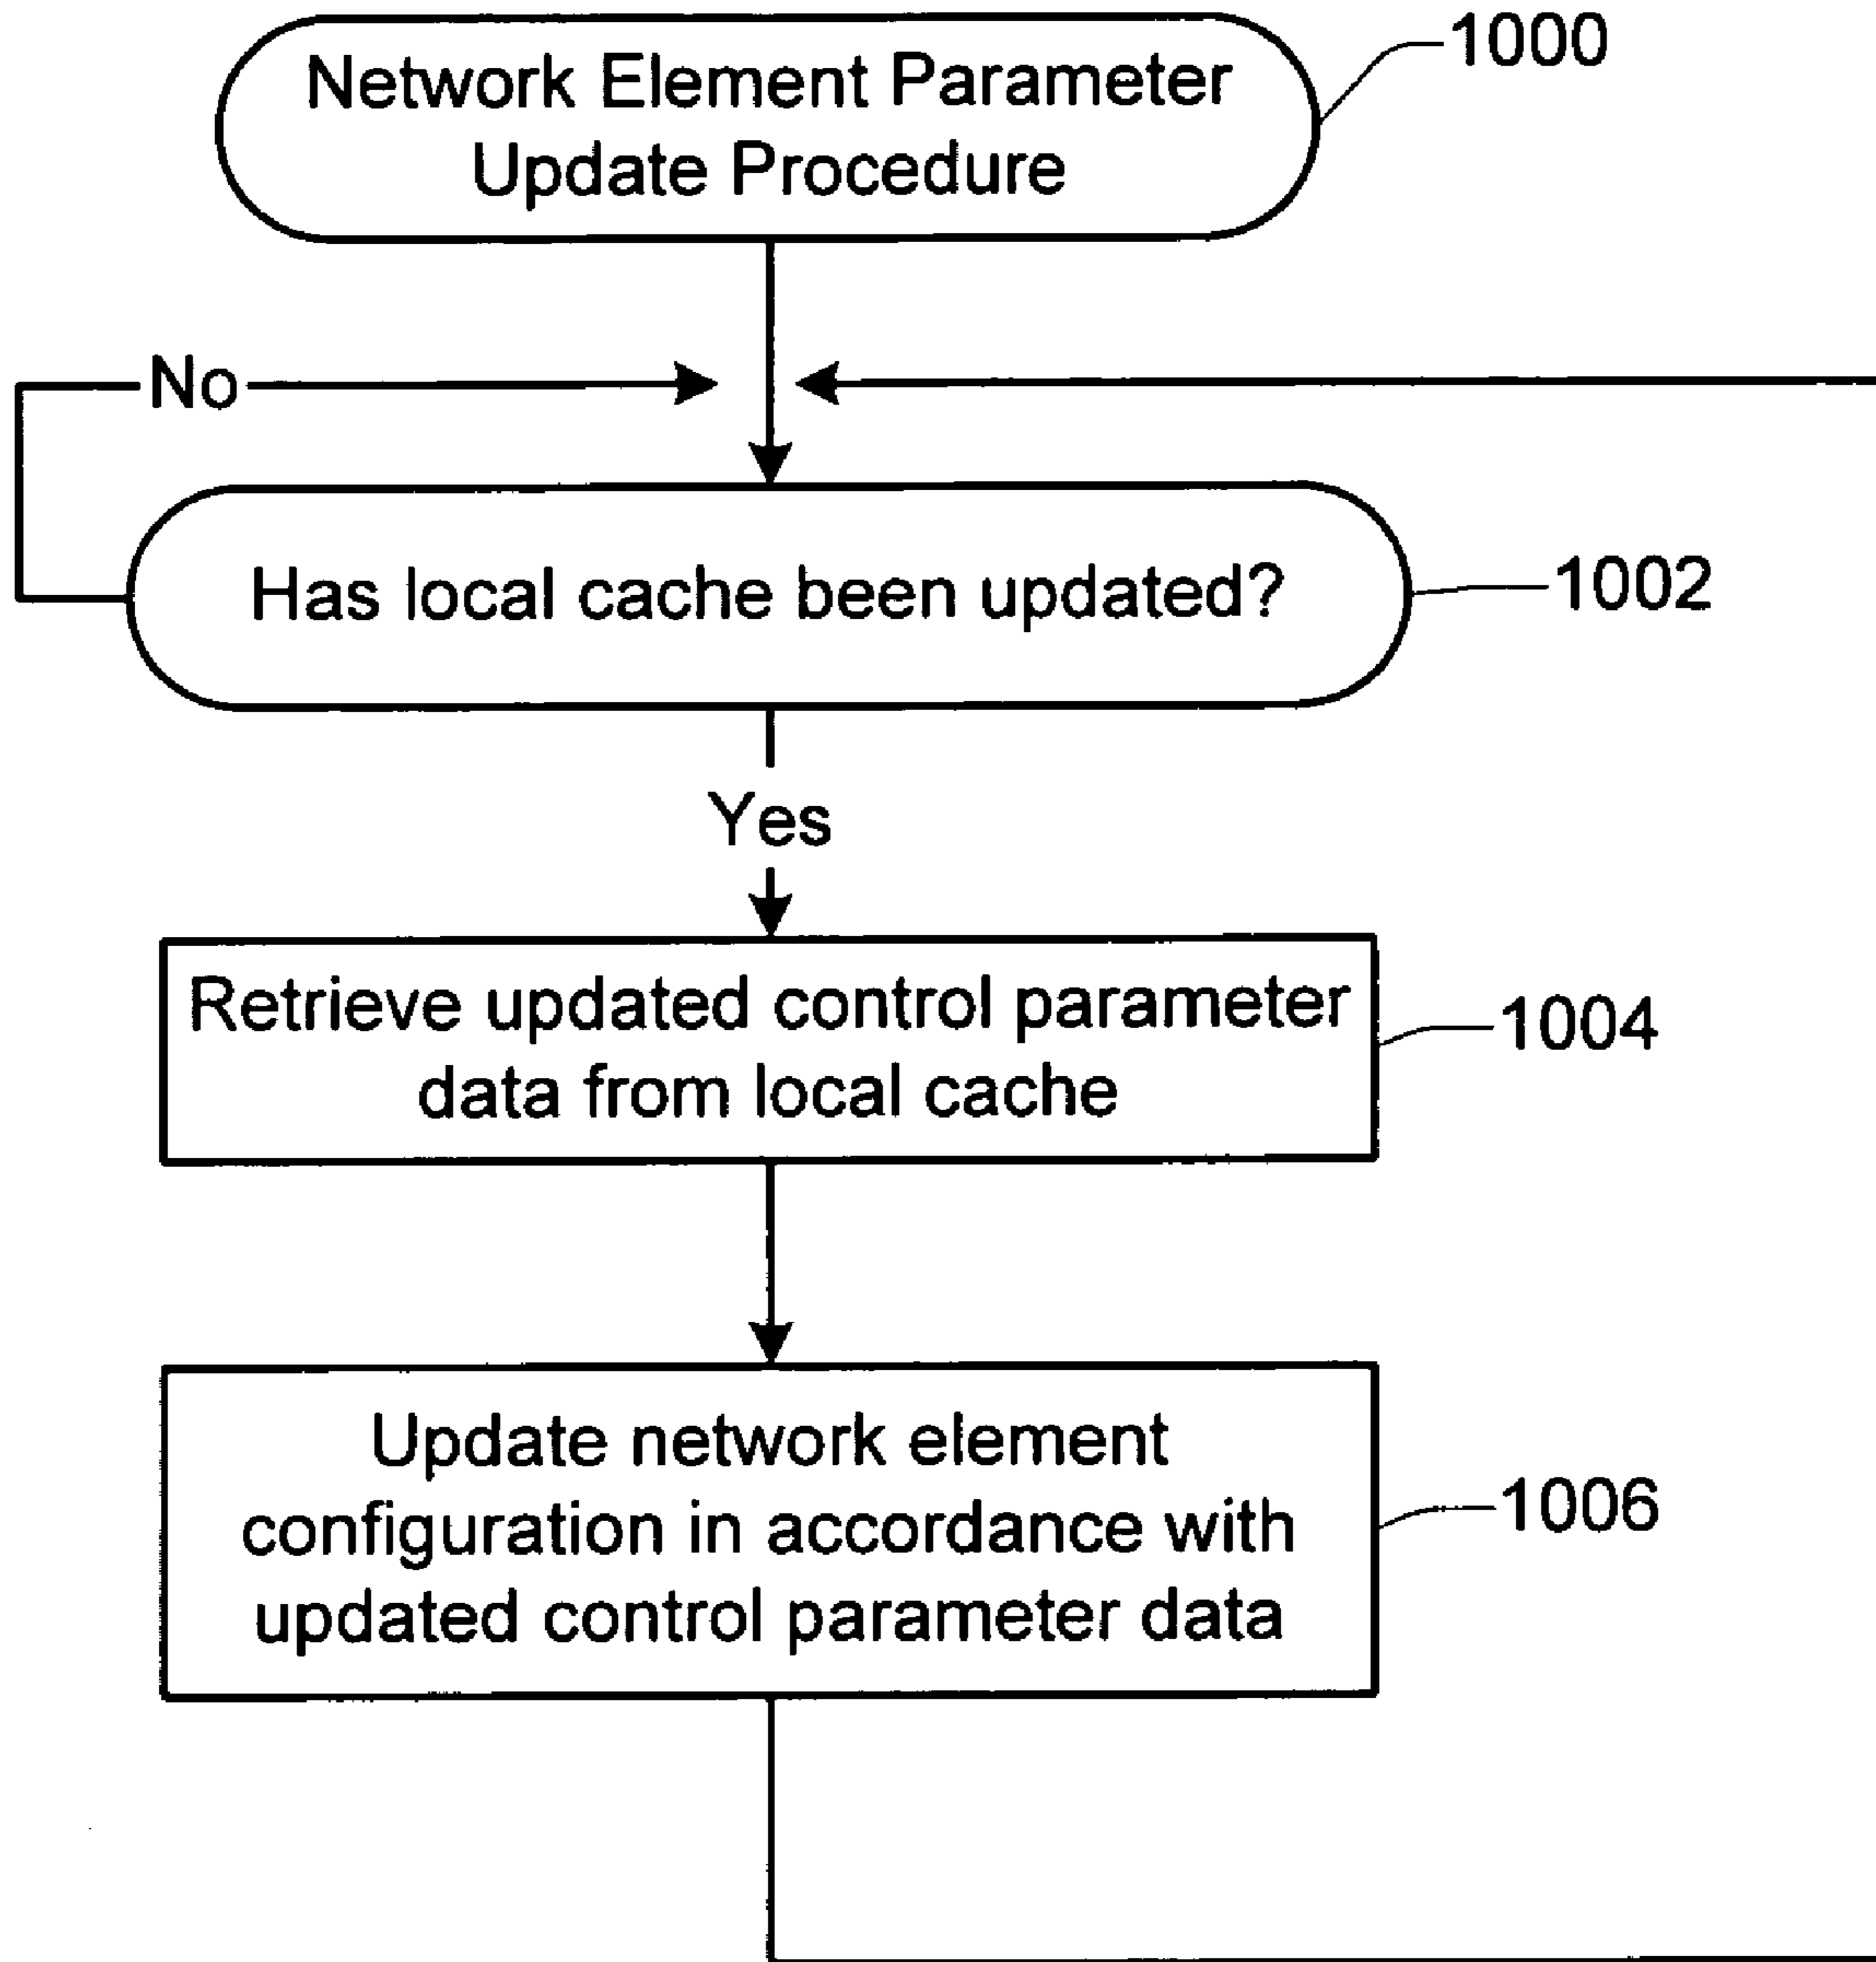 Network Element Parameter
Update Procedure
1000
No
Has local cache been updated?
1002
Yes
Retrieve updated control parameter
data from local cache
1004
Update network element
configuration in accordance with
updated control parameter data
1006